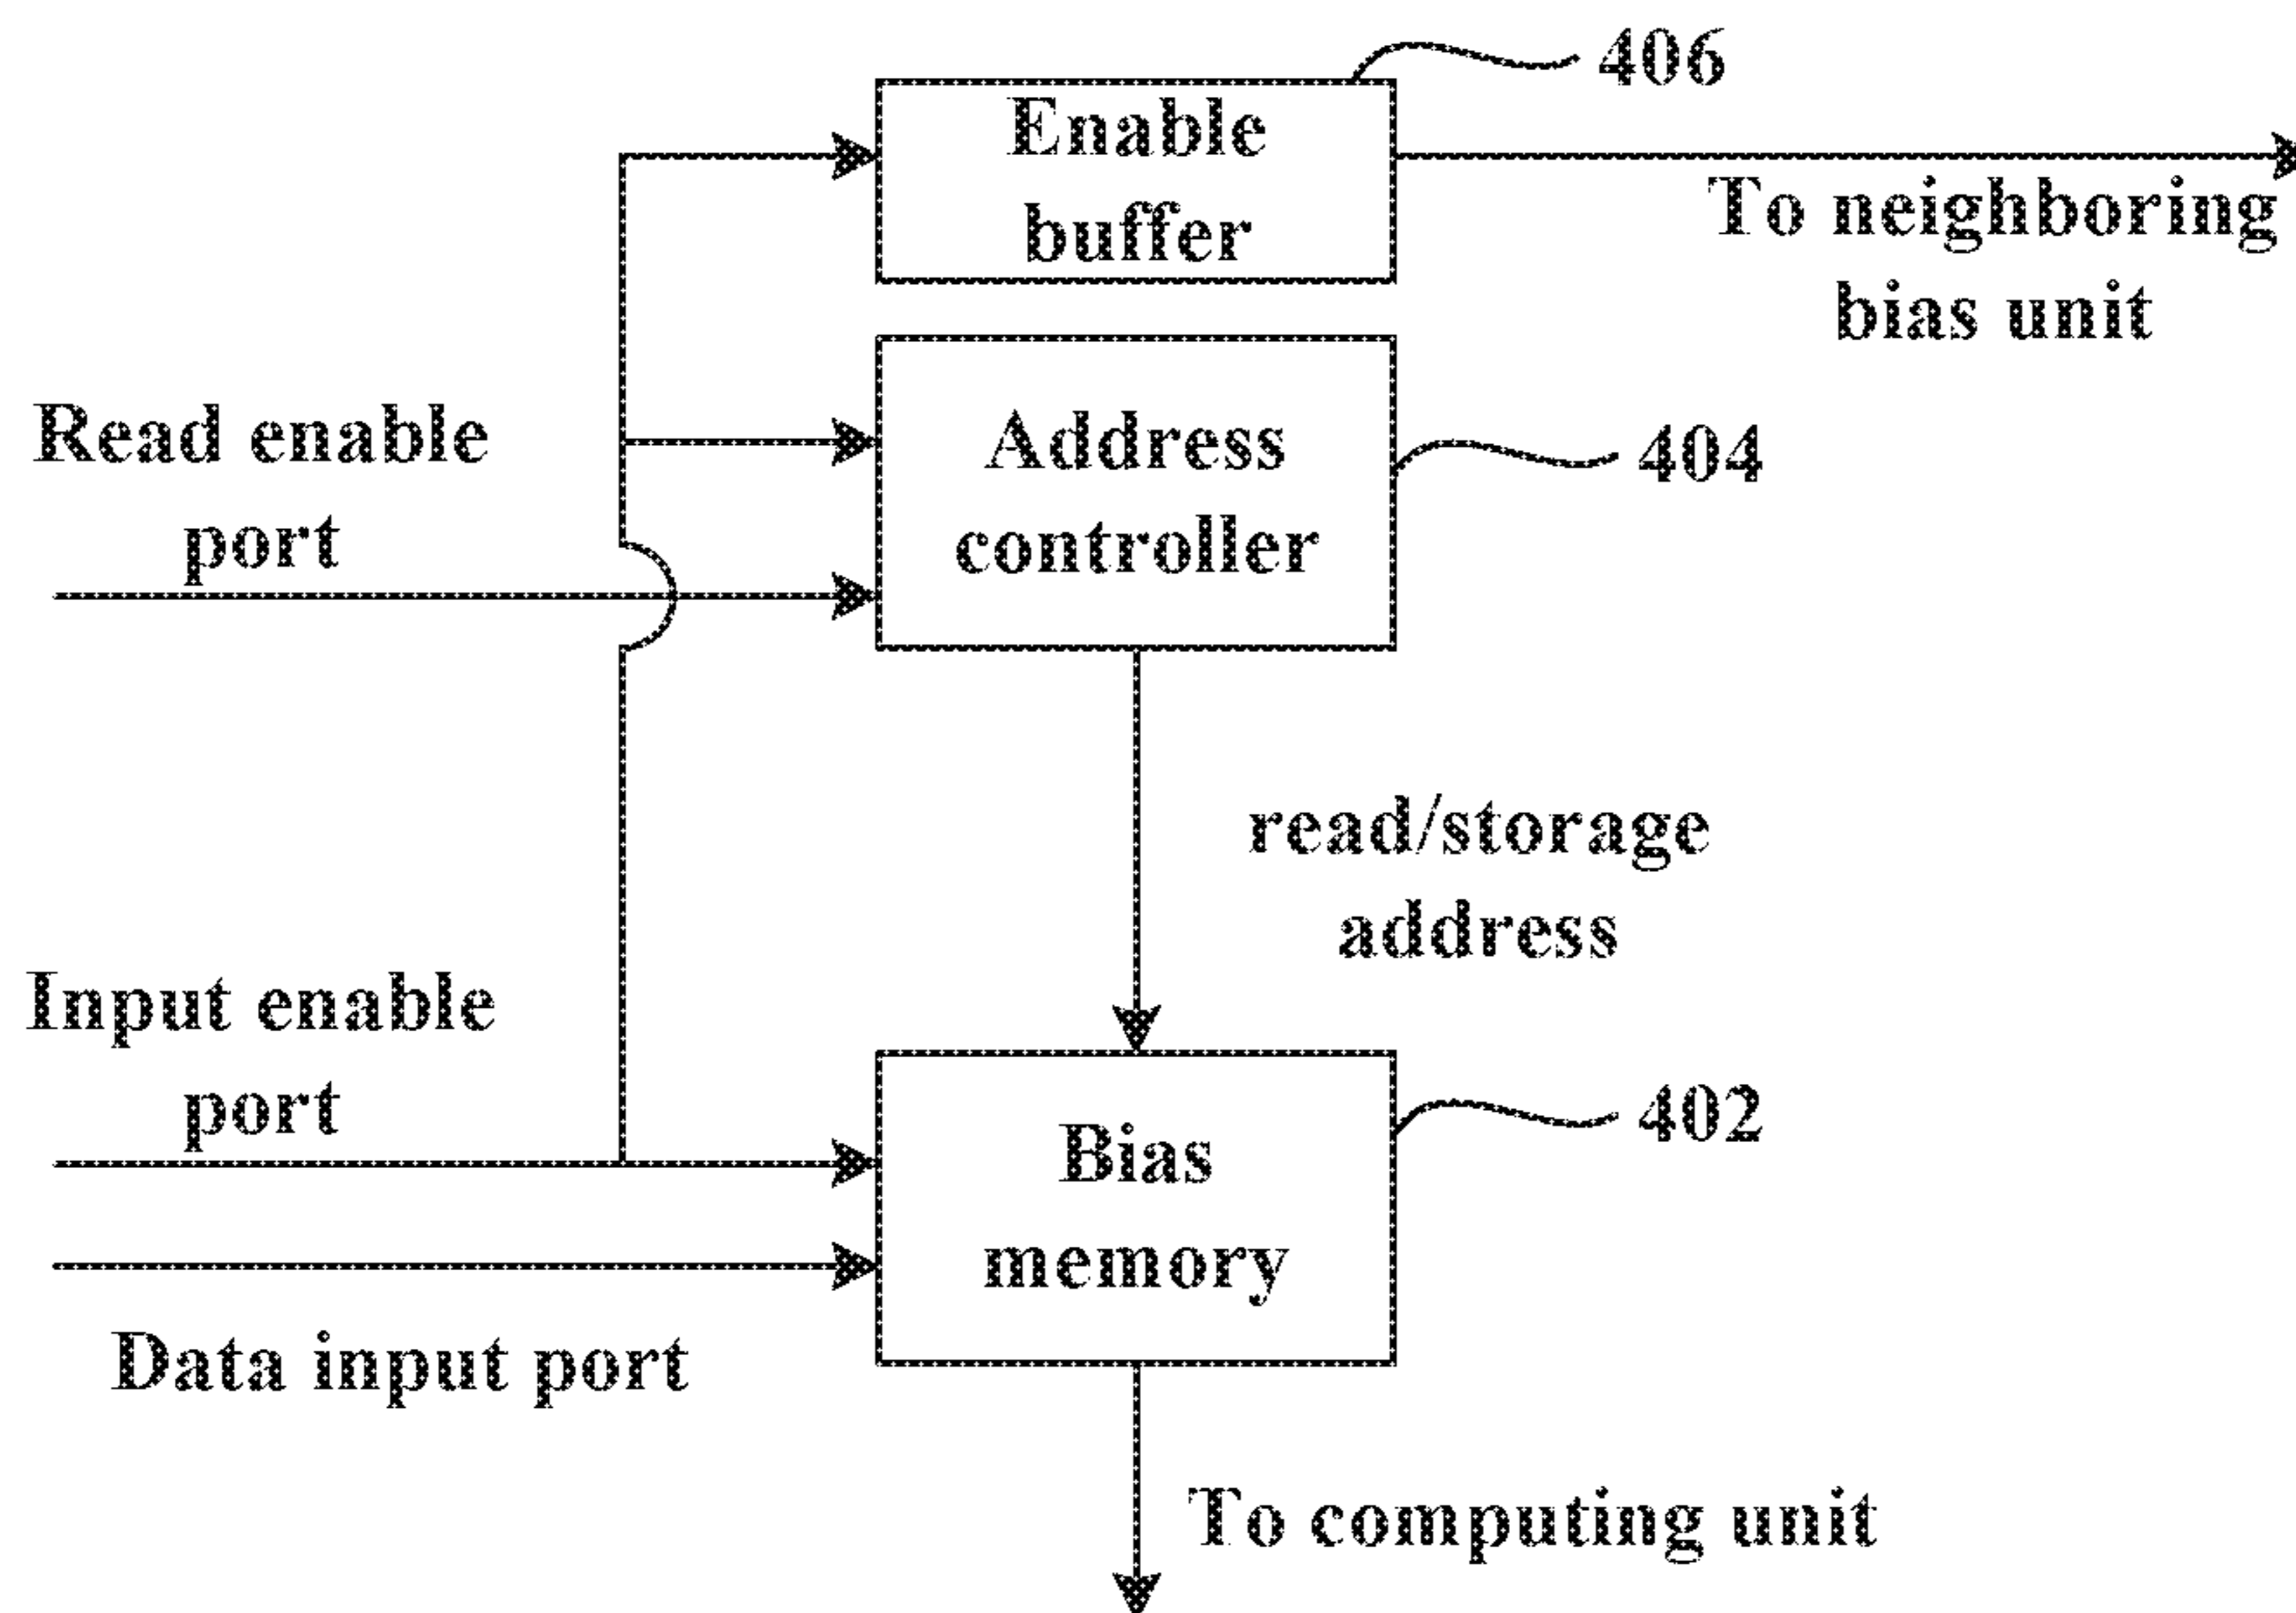 406
Enable
buffer
To neighboring
bias unit
Read enable
port
Address
controller
404
read/storage
address
Input enable
port
Bias
memory
402
Data input port
To computing unit